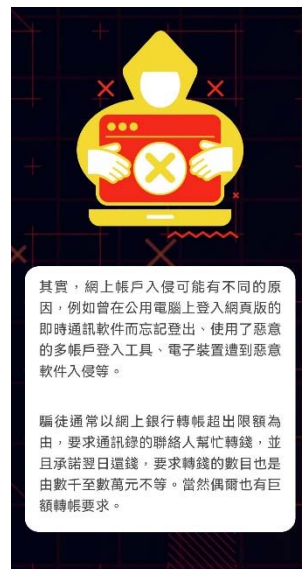 其實，網上帳戶入侵可能有不同的原
因，例如曾在公用電腦上登入網頁版的
即時通訊軟件而忘記登出、使用了惡意
的多帳戶登入工具、電子裝置遭到惡意
軟件入侵等。
騙徒通常以網上銀行轉帳超出限額為
由，要求通訊錄的聯絡人幫忙轉錢，並
且承諾翌日還錢，要求轉錢的數目也是
由數千至數萬元不等。當然偶爾也有巨
額轉帳要求。